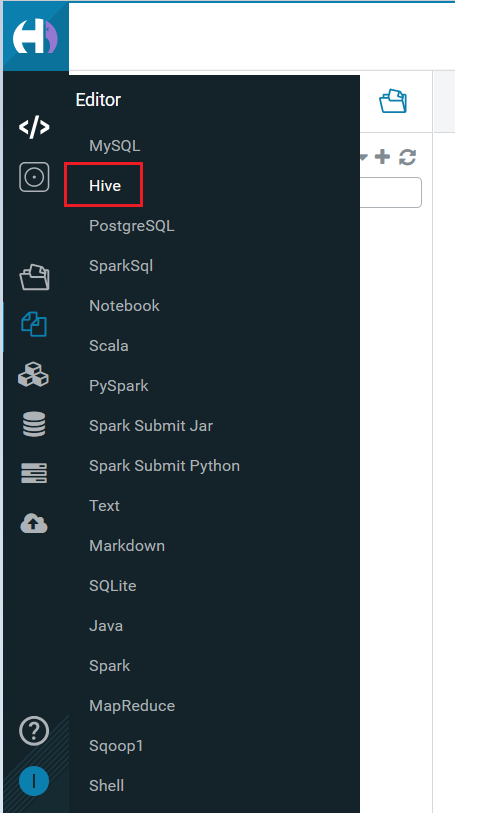 Editor
MySQL
Hive
PostgreSQL
SparkSql
Notebook
Scala
PySpark
Spark Submit Jar
Spark Submit Python
Text
Markdown
SQLite
Java
Spark
MapReduce
Sqoop1
Shell
?
I